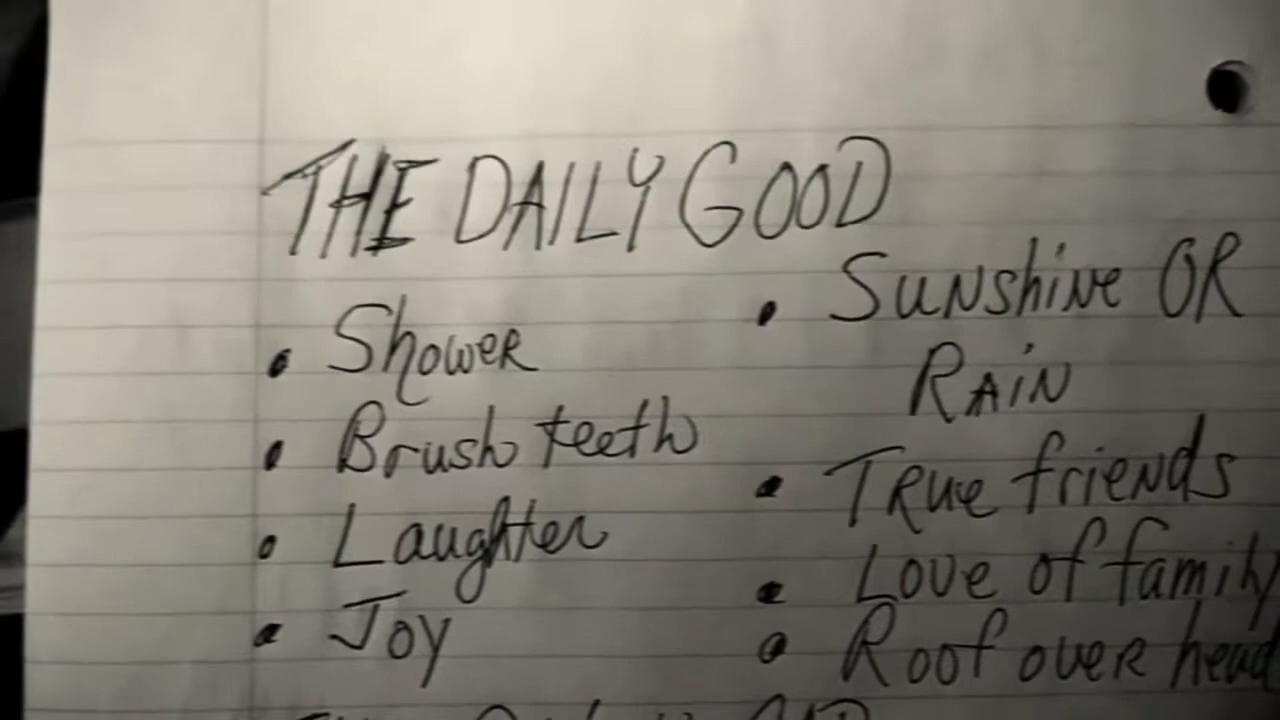 THE DAILY GOOD
• Shower
• Brush teeth
• Laughter
• Joy
• Sunshine OR
Rain
• True friends
• Love of family
• Roof over head